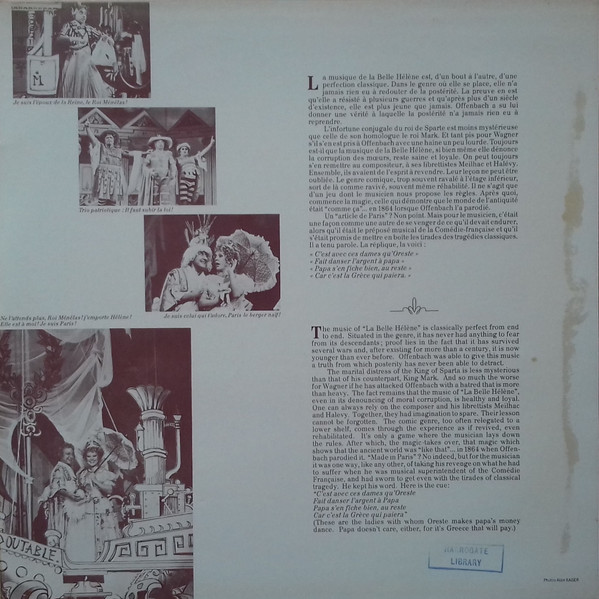 Je suis l'époux de la Reine, le Roi Ménélas!
Très patriotique: Il faut subir la loi!
Ne l'attends plus, Roi Ménélas! j'emporte Hélène!
Elle est à moi! Je suis Pâris!
Je suis celui qui t'adore, Pâris le berger naïf!
OUTABLE
La musique de la Belle Hélène est, d'un bout à l'autre, d'une
perfection classique. Dans le genre où elle se place, elle n'a
jamais rien eu à redouter de la postérité. La preuve en est
qu'elle a résisté à plusieurs guerres et qu'après plus d'un siècle
d'existence, elle est plus jeune que jamais. Offenbach a su lui
donner une vérité à laquelle la postérité n'a jamais rien eu à
reprendre.
L'infortune conjugale du roi de Sparte est moins mystérieuse
que celle de son homologue le roi Mark. Et tant pis pour Wagner
s'il s'en est pris à Offenbach avec une haine un peu lourde. Toujours
est-il que la musique de la Belle Hélène, si bien même elle dénonce
la corruption des mœurs, reste saine et loyale. On peut toujours
s'en remettre au compositeur, à ses librettistes Meilhac et Halévy.
Ensemble, ils avaient de l'esprit à revendre. Leur leçon ne peut être
oubliée. Le genre comique, trop souvent ravalé à l'étage inférieur,
sort de là comme ravivé, souvent même réhabilité. Il ne s'agit que
d'un jeu dont le musicien nous propose les règles. Après quoi,
commence la magie, celle qui démontre que le monde de l'antiquité
était "comme ça"... en 1864 lorsque Offenbach l'a parodié.
Un "article de Paris"? Non point. Mais pour le musicien, c'était
une façon comme une autre de se venger de ce qu'il devait endurer,
alors qu'il était le préposé musical de la Comédie-française et qu'il
s'était promis de mettre en boîte les tirades des tragédies classiques.
Il a tenu parole. La réplique, la voici:
« C'est avec ces dames qu'Oreste »
« Fait danser l'argent à papa »
« Papa s'en fiche bien, au reste »
« Car c'est la Grèce qui paiera. »
The music of "La Belle Hélène" is classically perfect from end
to end. Situated in the genre, it has never had anything to fear
from its descendants; proof lies in the fact that it has survived
several wars and, after existing for more than a century, it is now
younger than ever before. Offenbach was able to give this music
a truth from which posterity has never been able to detract.
The marital distress of the King of Sparta is less mysterious
than that of his counterpart, King Mark. And so much the worse
for Wagner if he has attacked Offenbach with a hatred that is more
than heavy. The fact remains that the music of "La Belle Hélène",
even in its denouncing of moral corruption, is healthy and loyal.
One can always rely on the composer and his librettists Meilhac
and Halovy. Together, they had imagination to spare. Their lesson
cannot be forgotten. The comic genre, too often relegated to a
lower shelf, comes through the experience as if revived, even
rehabilitated. It's only a game where the musician lays down
the rules. After which, the magic takes over, that magic which
shows that the ancient world was "like that"... in 1864 when Offen-
bach parodied it. "Made in Paris"? No indeed, but for the musician
it was one way, like any other, of taking his revenge on what he had
to suffer when he was musical superintendent of the Comédie
Française, and had sworn to get even with the tirades of classical
tragedy. He kept his word. Here is the cue:
"C'est avec ces dames qu'Oreste
Fait danser l'argent à Papa
Papa s'en fiche bien, au reste
Car c'est la Grèce qui paiera"
(These are the ladies with whom Oreste makes papa's money
dance. Papa doesn't care, either, for it's Greece that will pay.)
LIBRARY